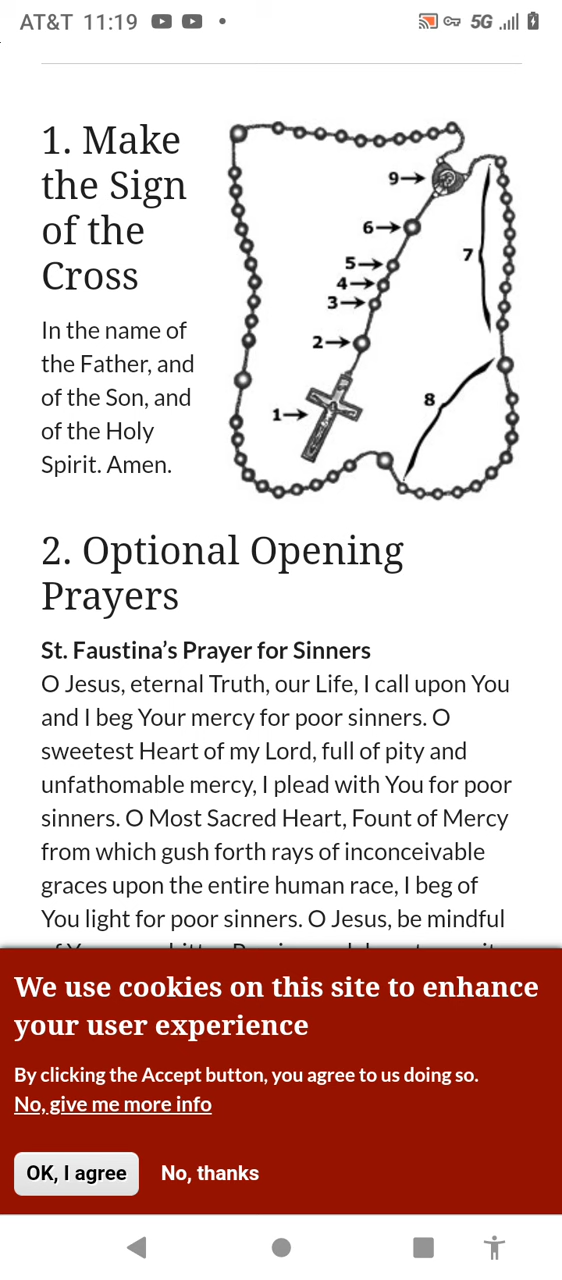 AT&T 11:19 5G
1. Make
the Sign
of the
Cross
In the name of
the Father, and
of the Son, and
of the Holy
Spirit. Amen.
9→
6→
7
5→
4→
3→
2→
8
1→
2. Optional Opening
Prayers
St. Faustina’s Prayer for Sinners
O Jesus, eternal Truth, our Life, I call upon You
and I beg Your mercy for poor sinners. O
sweetest Heart of my Lord, full of pity and
unfathomable mercy, I plead with You for poor
sinners. O Most Sacred Heart, Fount of Mercy
from which gush forth rays of inconceivable
graces upon the entire human race, I beg of
You light for poor sinners. O Jesus, be mindful
We use cookies on this site to enhance
your user experience
By clicking the Accept button, you agree to us doing so.
No, give me more info
OK, I agree No, thanks